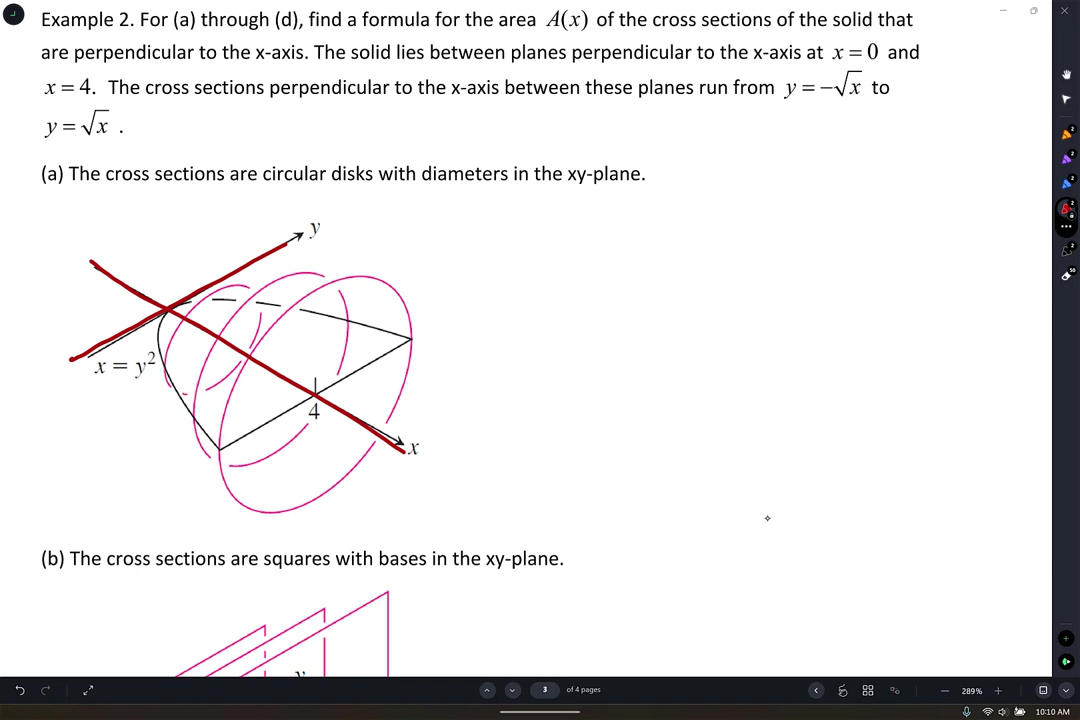 Example 2. For (a) through (d), find a formula for the area A(x) of the cross sections of the solid that
are perpendicular to the x-axis. The solid lies between planes perpendicular to the x-axis at x = 0 and
x = 4. The cross sections perpendicular to the x-axis between these planes run from y = −√x to
y = √x .
(a) The cross sections are circular disks with diameters in the xy-plane.
y
x = y²
4
x
(b) The cross sections are squares with bases in the xy-plane.
y
3 of 4 pages
289%
10:10 AM